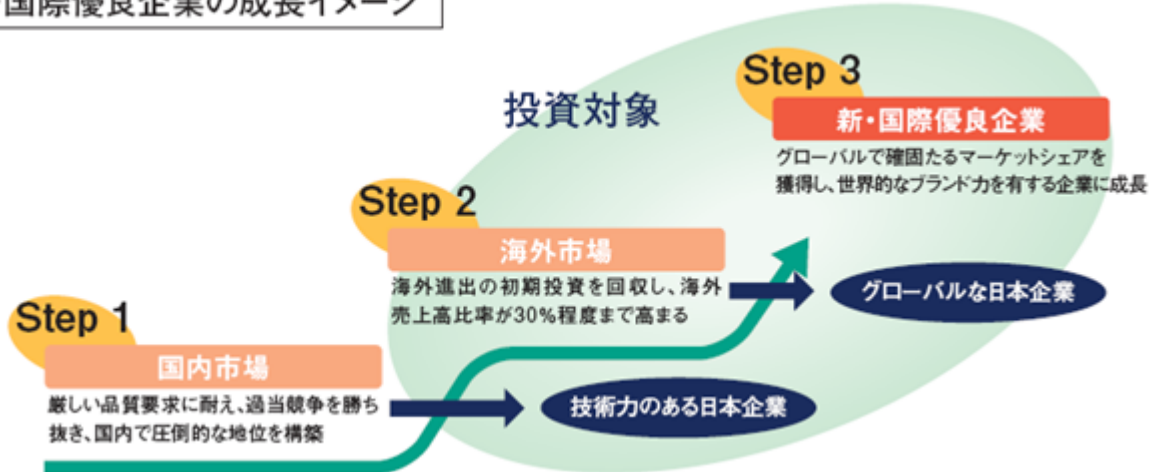 国際優良企業の成長イメージ
投資対象
Step 3
新・国際優良企業
グローバルで確固たるマーケットシェアを
獲得し、世界的なブランド力を有する企業に成長
Step 2
海外市場
海外進出の初期投資を回収し、海外
売上高比率が30%程度まで高まる
グローバルな日本企業
Step 1
国内市場
厳しい品質要求に耐え、過当競争を勝ち
抜き、国内で圧倒的な地位を構築
技術力のある日本企業